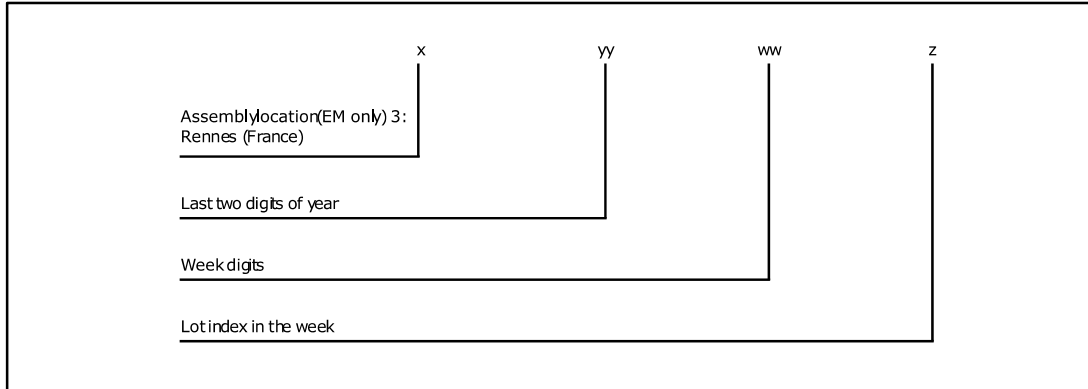 x yy ww z
Assemblylocation(EM only) 3:
Rennes (France)
Last two digits of year
Week digits
Lot index in the week